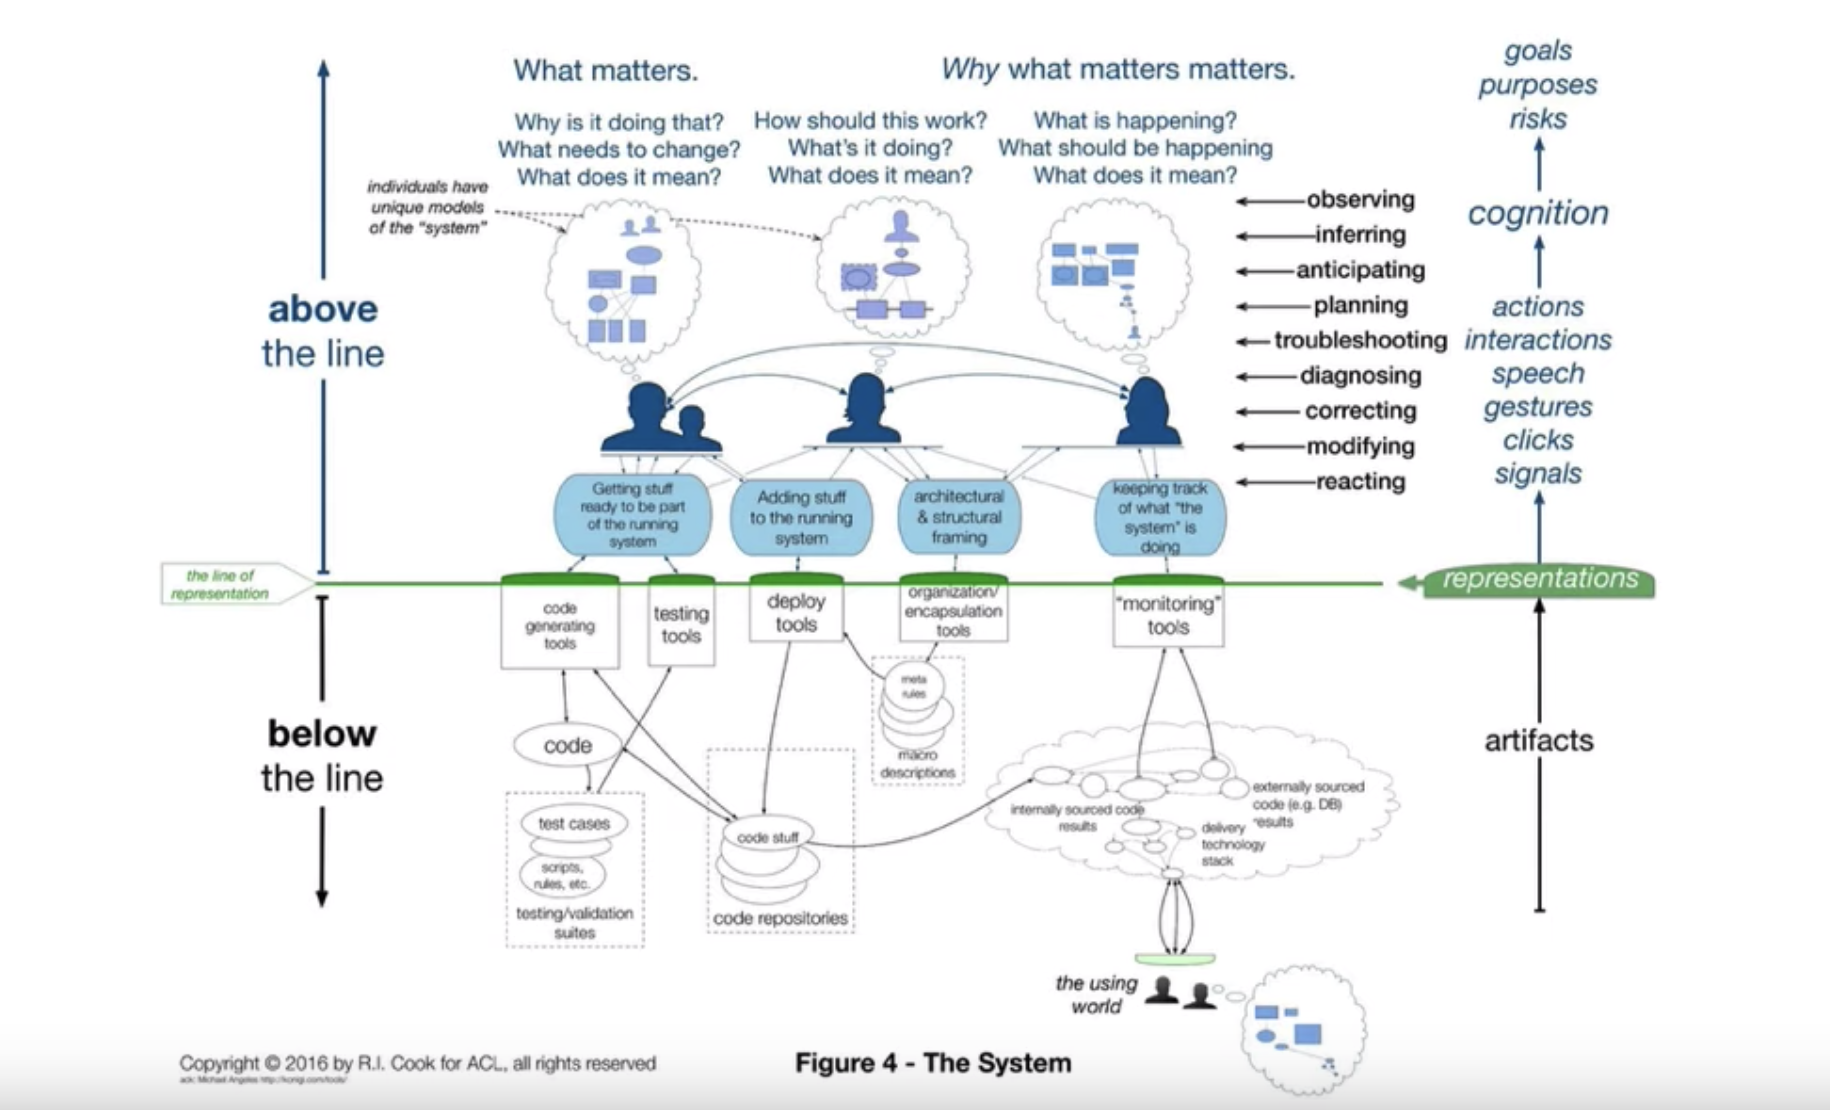 What matters.
Why what matters matters.
Why is it doing that?
What needs to change?
What does it mean?
How should this work?
What's it doing?
What does it mean?
What is happening?
What should be happening
What does it mean?
individuals have
unique models
of the "system"
above
the line
observing
inferring
anticipating
planning
troubleshooting
diagnosing
correcting
modifying
reacting
goals
purposes
risks
cognition
actions
interactions
speech
gestures
clicks
signals
Getting stuff
ready to be part
of the running
system
Adding stuff
to the running
system
architectural
& structural
framing
keeping track
of what "the
system" is
doing
the line of
representation
representations
code
generating
tools
testing
tools
deploy
tools
organization/
encapsulation
tools
"monitoring"
tools
meta
rules
macro
descriptions
below
the line
artifacts
code
test cases
scripts,
rules, etc.
testing/validation
suites
code stuff
code repositories
internally sourced code
results
externally sourced
code (e.g. DB)
esults
delivery
technology
stack
the using
world
Copyright © 2016 by R.I. Cook for ACL, all rights reserved
ack: Michael Angeles http://konigi.com/tools/
Figure 4 - The System